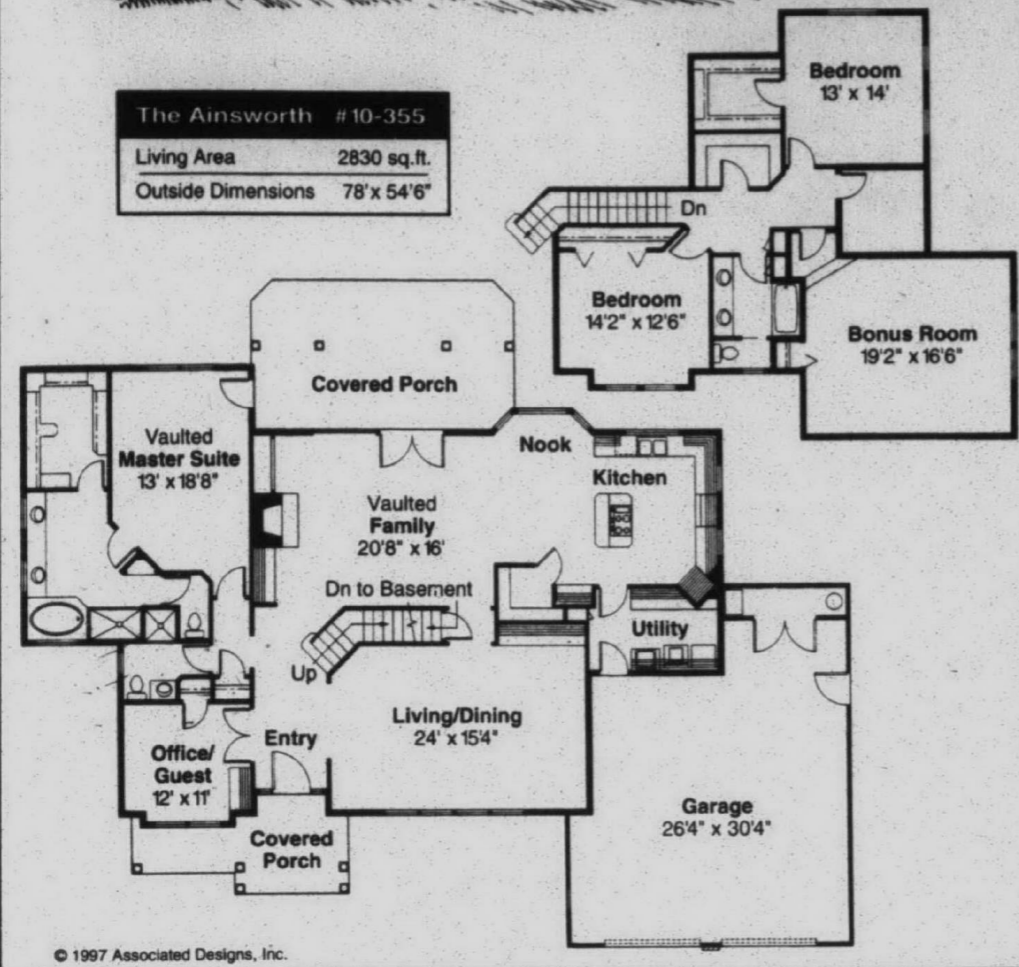 The Ainsworth #10-355
Living Area 2830 sq.ft.
Outside Dimensions 78' x 54'6"
Bedroom
13' x 14'
Dn
Bedroom
14'2" x 12'6"
Bonus Room
19'2" x 16'6"
Covered Porch
Vaulted
Master Suite
13' x 18'8"
Nook
Kitchen
Vaulted
Family
20'8" x 16'
Dn to Basement
Utility
Up
Living/Dining
24' x 15'4"
Entry
Office/
Guest
12' x 11'
Garage
26'4" x 30'4"
Covered
Porch
© 1997 Associated Designs, Inc.